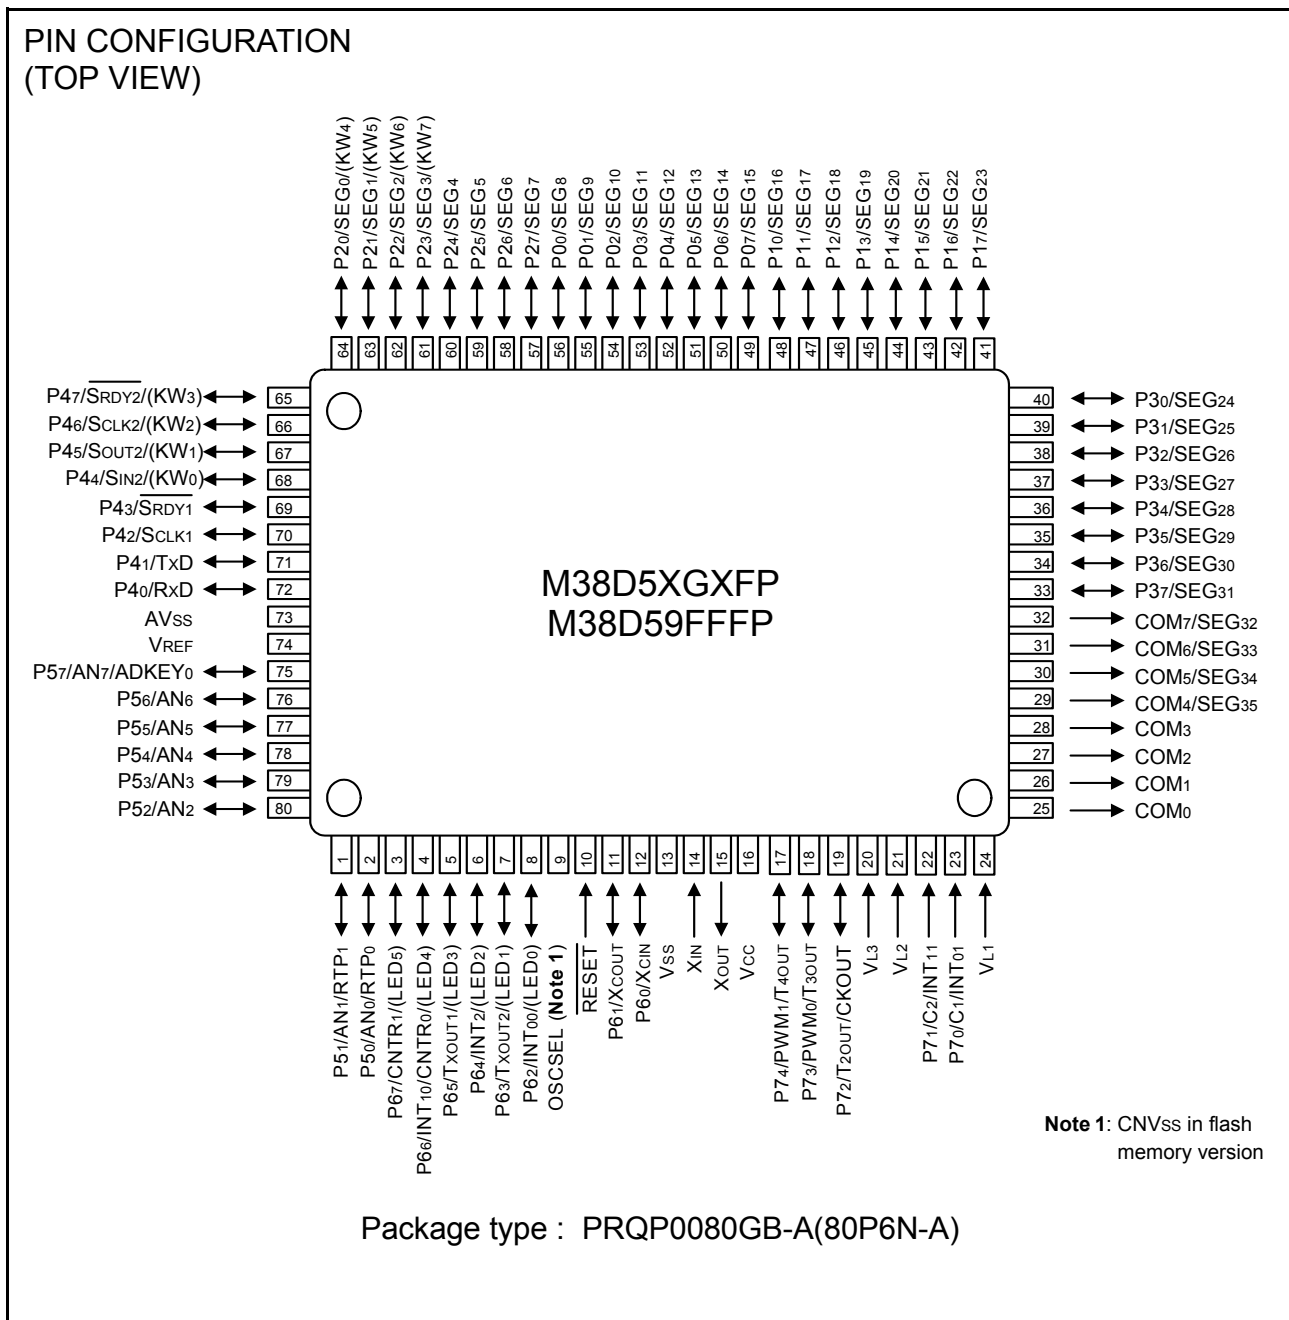 PIN CONFIGURATION
(TOP VIEW)
P20/SEG0/(KW4)
P21/SEG1/(KW5)
P22/SEG2/(KW6)
P23/SEG3/(KW7)
P24/SEG4
P25/SEG5
P26/SEG6
P27/SEG7
P00/SEG8
P01/SEG9
P02/SEG10
P03/SEG11
P04/SEG12
P05/SEG13
P06/SEG14
P07/SEG15
P10/SEG16
P11/SEG17
P12/SEG18
P13/SEG19
P14/SEG20
P15/SEG21
P16/SEG22
P17/SEG23
64 63 62 61 60 59 58 57 56 55 54 53 52 51 50 49 48 47 46 45 44 43 42 41
P47/SRDY2/(KW3) 65
P46/SCLK2/(KW2) 66
P45/SOUT2/(KW1) 67
P44/SIN2/(KW0) 68
P43/SRDY1 69
P42/SCLK1 70
P41/TxD 71
P40/RxD 72
AVSS 73
VREF 74
P57/AN7/ADKEY0 75
P56/AN6 76
P55/AN5 77
P54/AN4 78
P53/AN3 79
P52/AN2 80
M38D5XGXFP
M38D59FFFP
40 P30/SEG24
39 P31/SEG25
38 P32/SEG26
37 P33/SEG27
36 P34/SEG28
35 P35/SEG29
34 P36/SEG30
33 P37/SEG31
32 COM7/SEG32
31 COM6/SEG33
30 COM5/SEG34
29 COM4/SEG35
28 COM3
27 COM2
26 COM1
25 COM0
1 2 3 4 5 6 7 8 9 10 11 12 13 14 15 16 17 18 19 20 21 22 23 24
P51/AN1/RTP1
P50/AN0/RTP0
P67/CNTR1/(LED5)
P66/INT10/CNTR0/(LED4)
P65/TXOUT1/(LED3)
P64/INT2/(LED2)
P63/TXOUT2/(LED1)
P62/INT00/(LED0)
OSCSEL (Note 1)
RESET
P61/XCOUT
P60/XCIN
VSS
XIN
XOUT
VCC
P74/PWM1/T4OUT
P73/PWM0/T3OUT
P72/T2OUT/CKOUT
VL3
VL2
P71/C2/INT11
P70/C1/INT01
VL1
Note 1: CNVSS in flash
memory version
Package type : PRQP0080GB-A(80P6N-A)